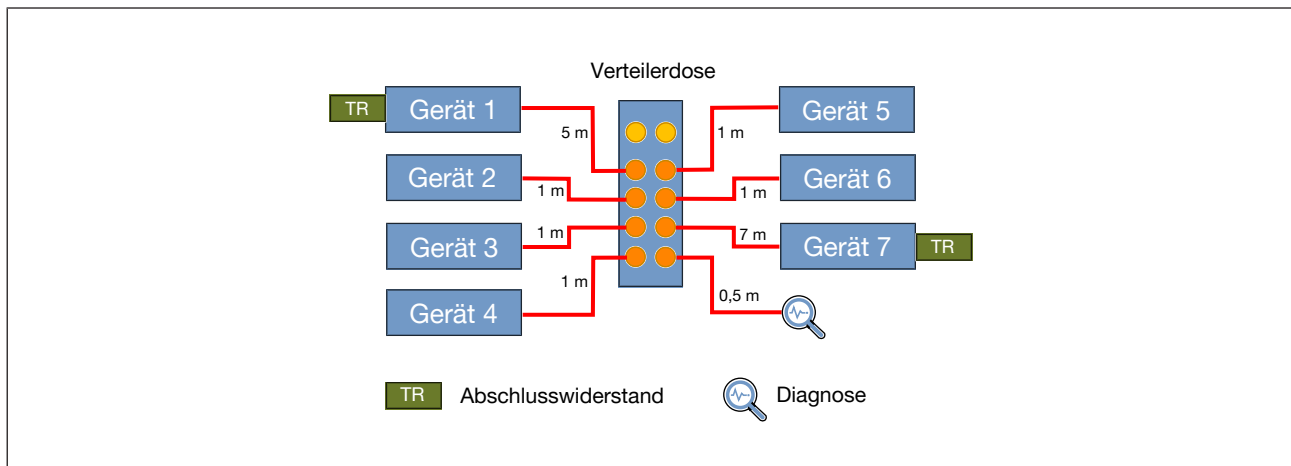 Verteilerdose
TR
Gerät 1
5 m
1 m
Gerät 5
Gerät 2
1 m
1 m
Gerät 6
Gerät 3
1 m
7 m
Gerät 7
TR
Gerät 4
1 m
0,5 m
TR
Abschlusswiderstand
Diagnose